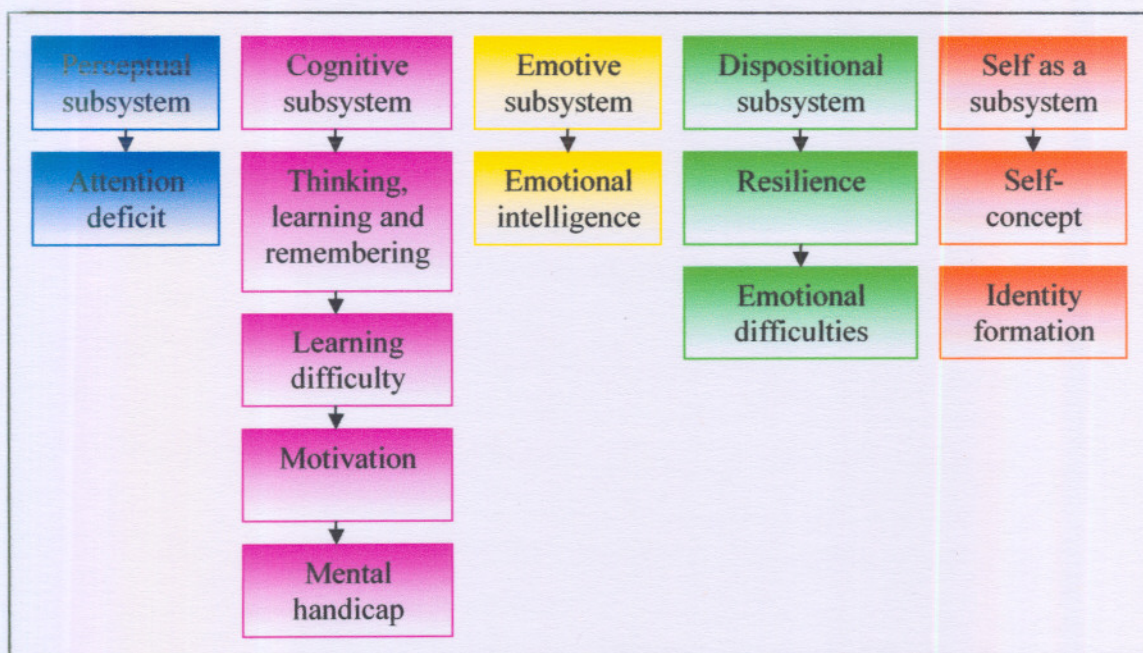 Perceptual
subsystem
Attention
deficit
Cognitive
subsystem
Thinking,
learning and
remembering
Learning
difficulty
Motivation
Mental
handicap
Emotive
subsystem
Emotional
intelligence
Dispositional
subsystem
Resilience
Emotional
difficulties
Self as a
subsystem
Self-
concept
Identity
formation